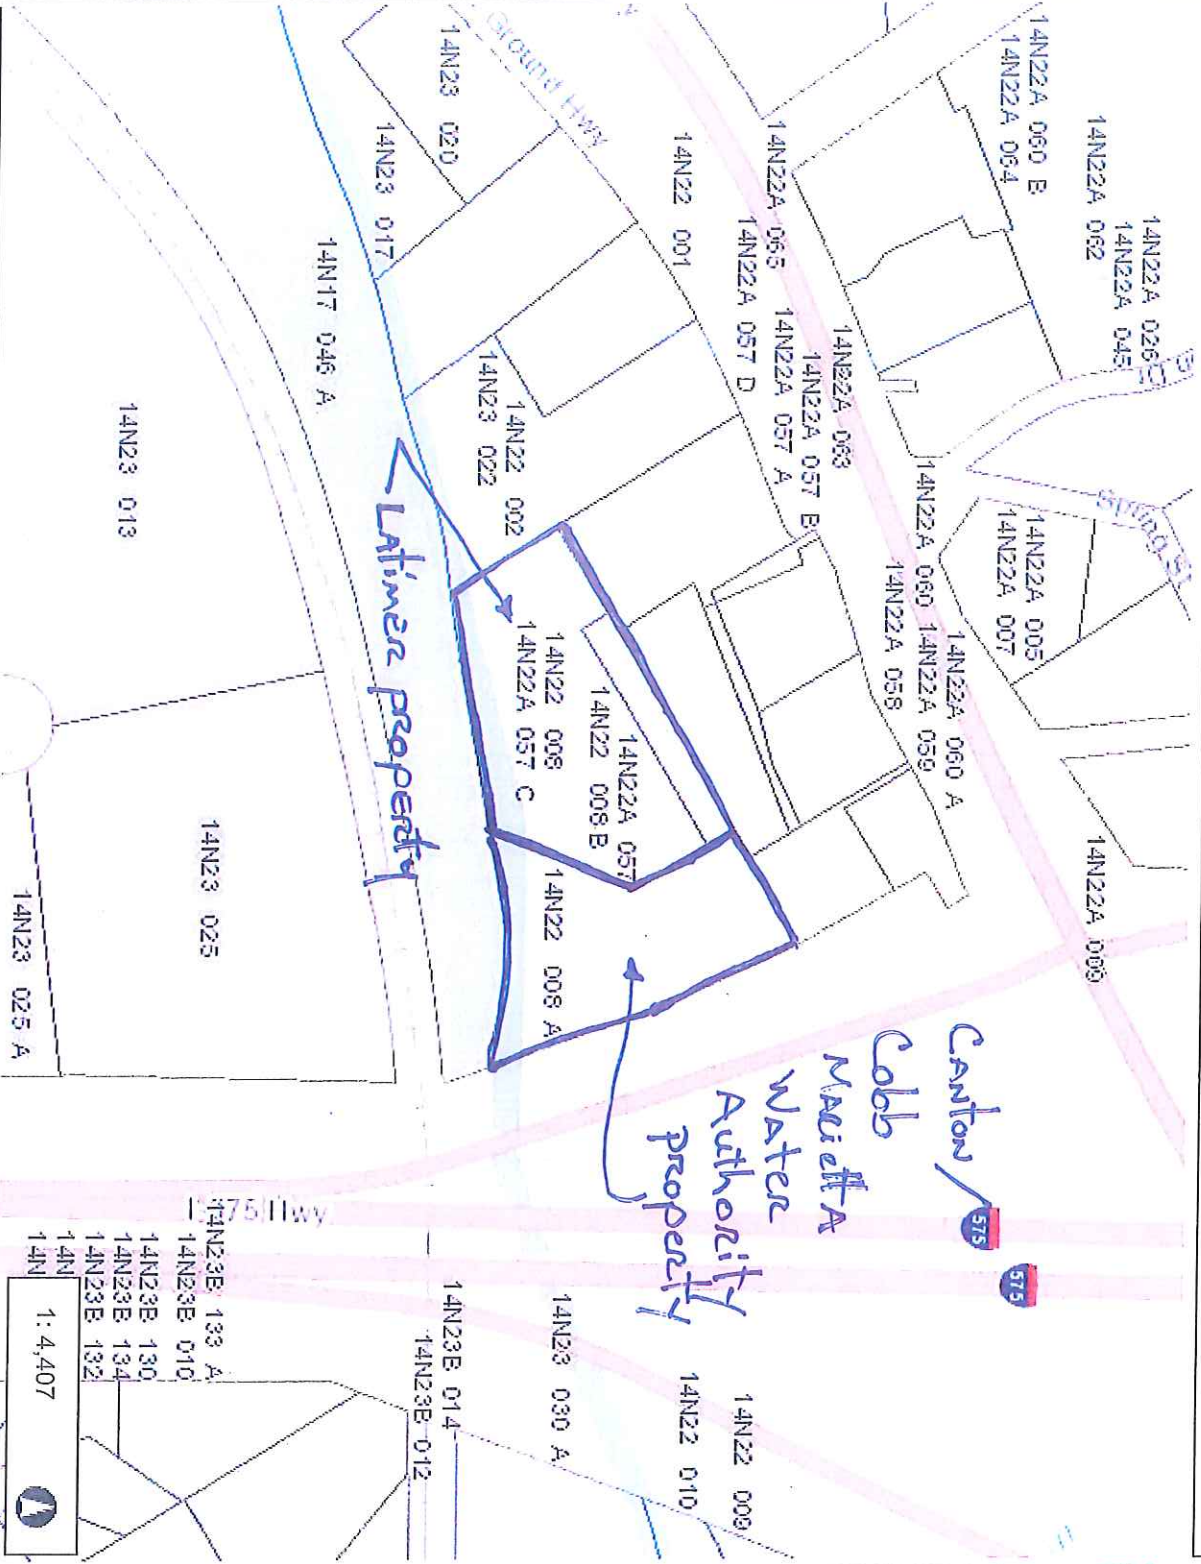 14N22A 060 B
14N22A 064
14N22A 062
14N22A 026
14N22A 045
14N23 020
Ground Hwy
14N23 017
14N22 001
14N22A 065
14N22A 057 D
14N22A 057 A
14N22A 057 B
14N22A 063
14N17 046 A
14N23 022
14N22 002
Spring St
14N22A 005
14N22A 007
14N22A 060
14N22A 058
14N22A 059
14N22A 060 A
14N22A 009
14N23 013
Latimer property
14N22 008
14N22A 057 C
14N22A 057
14N22 008 B
14N22 008 A
14N23 025
14N23 025 A
Canton/
Cobb
Marietta
Water
Authority
property
575
575
I-575 Hwy
14N23B 133 A
14N23B 010
14N23B 130
14N23B 134
14N23B 132
14N
14N
14N23B 014
14N23B 012
14N23 030 A
14N22 009
14N22 010
1: 4,407